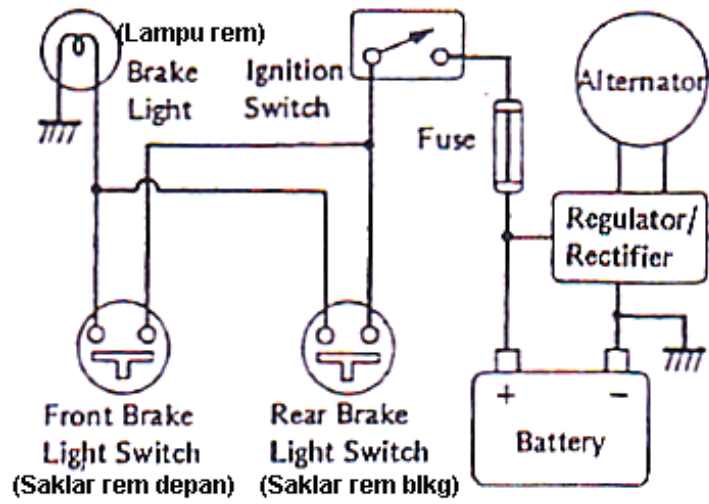 (Lampu rem)
Brake
Light
Ignition
Switch
Alternator
Fuse
Regulator/
Rectifier
Front Brake
Light Switch
(Saklar rem depan)
Rear Brake
Light Switch
(Saklar rem blkg)
+ −
Battery